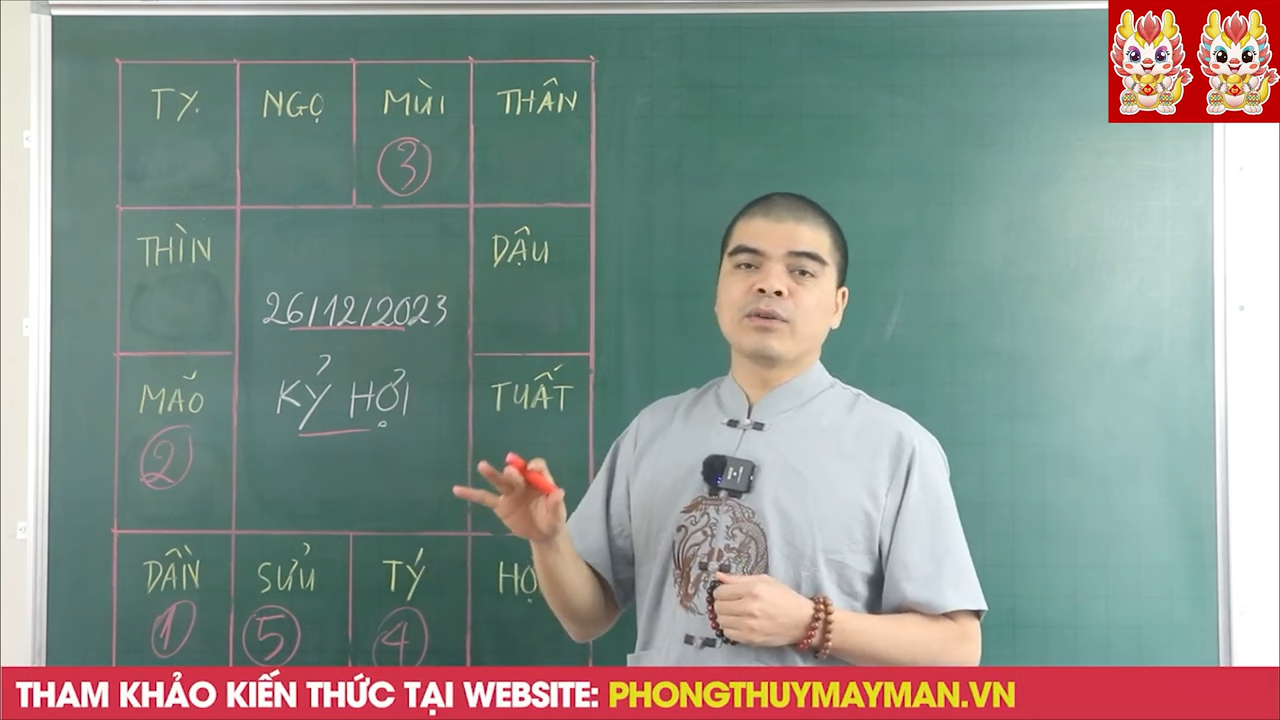 TỴ NGỌ MÙI THÂN
③
THÌN DẬU
26/12/2023
MÃO KỶ HỢI TUẤT
②
DẦN SỬU TÝ HỢ
① ⑤ ④
THAM KHẢO KIẾN THỨC TẠI WEBSITE: PHONGTHUYMAYMAN.VN